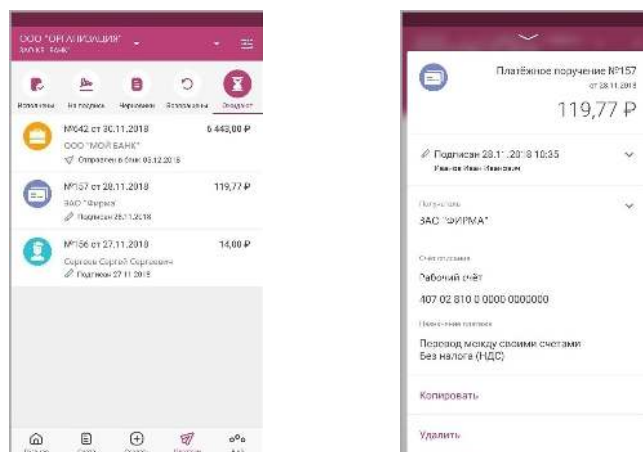 ООО "ОРГАНИЗАЦИЯ"
Исполнены
На подпись
Черновики
Возвращены
Ожидают
№642 от 30.11.2018
6 443,00 ₽
ООО "МОЙ БАНК"
Отправлен в банк 03.12.2018
№157 от 28.11.2018
119,77 ₽
ЗАО "Фирма"
Подписан 28.11.2018
№156 от 27.11.2018
14,00 ₽
Сергеев Сергей Сергеевич
Подписан 27.11.2018
Платёжное поручение №157
от 28.11.2018
119,77 ₽
Подписан 28.11.2018 10:35
Иванов Иван Иванович
Получатель
ЗАО "ФИРМА"
Счёт списания
Рабочий счёт
407 02 810 0 0000 0000000
Назначение платежа
Перевод между своими счетами
Без налога (НДС)
Копировать
Удалить